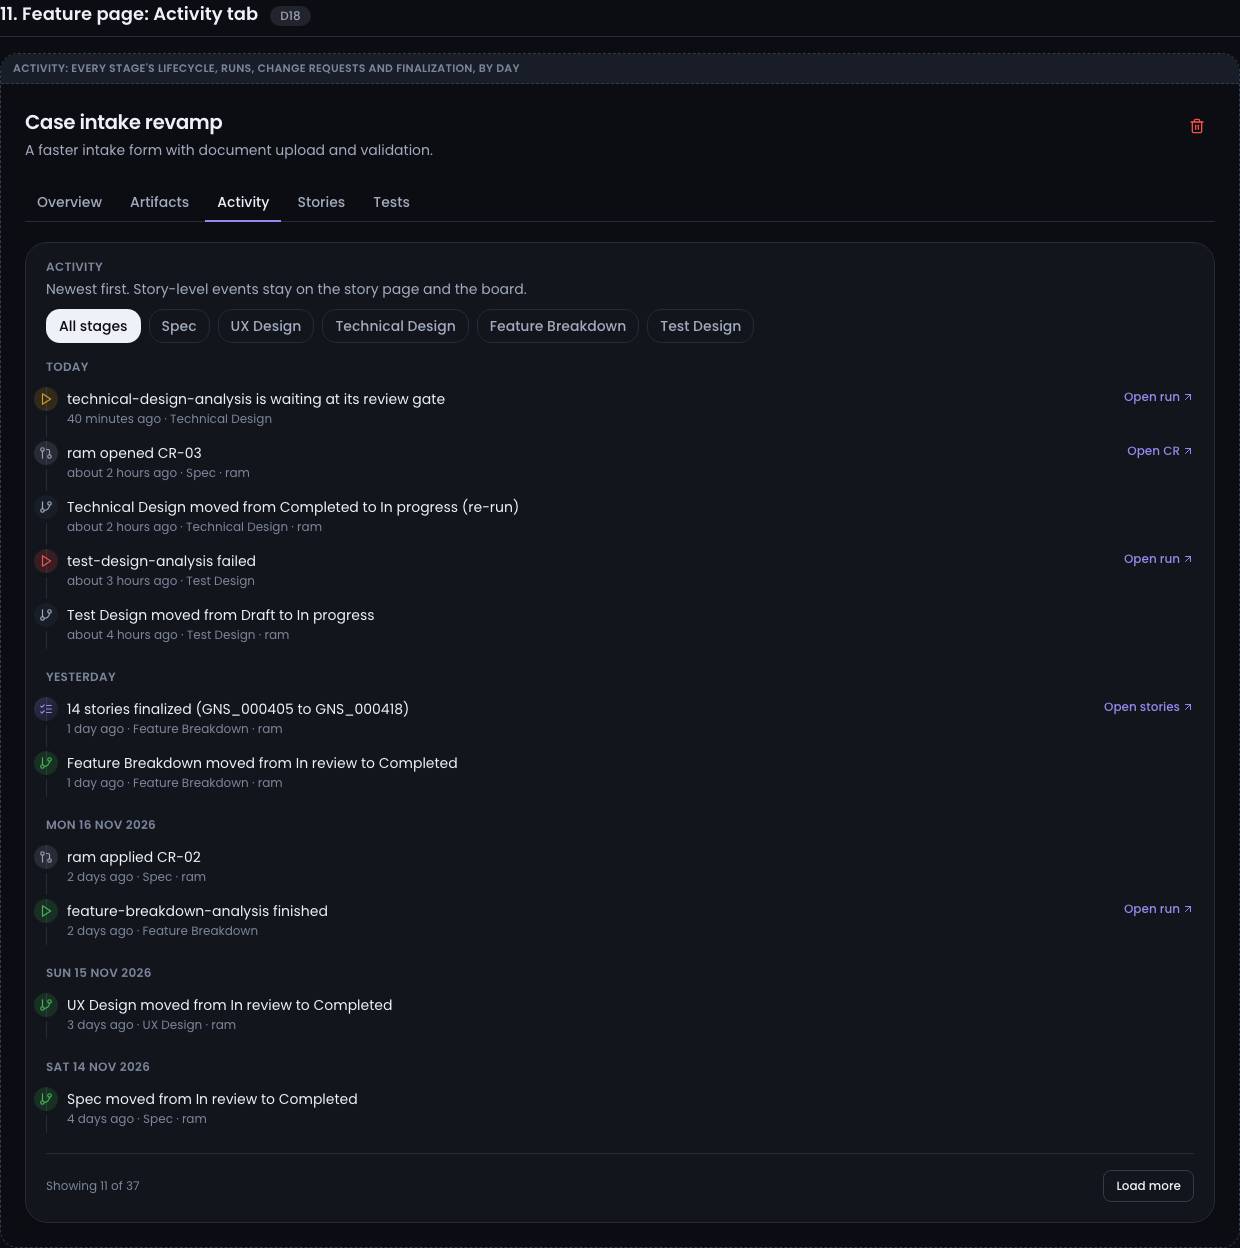 11. Feature page: Activity tab D18
ACTIVITY: EVERY STAGE'S LIFECYCLE, RUNS, CHANGE REQUESTS AND FINALIZATION, BY DAY
Case intake revamp
A faster intake form with document upload and validation.
Overview Artifacts Activity Stories Tests
ACTIVITY
Newest first. Story-level events stay on the story page and the board.
All stages Spec UX Design Technical Design Feature Breakdown Test Design
TODAY
technical-design-analysis is waiting at its review gate Open run ↗
40 minutes ago · Technical Design
ram opened CR-03 Open CR ↗
about 2 hours ago · Spec · ram
Technical Design moved from Completed to In progress (re-run)
about 2 hours ago · Technical Design · ram
test-design-analysis failed Open run ↗
about 3 hours ago · Test Design
Test Design moved from Draft to In progress
about 4 hours ago · Test Design · ram
YESTERDAY
14 stories finalized (GNS_000405 to GNS_000418) Open stories ↗
1 day ago · Feature Breakdown · ram
Feature Breakdown moved from In review to Completed
1 day ago · Feature Breakdown · ram
MON 16 NOV 2026
ram applied CR-02
2 days ago · Spec · ram
feature-breakdown-analysis finished Open run ↗
2 days ago · Feature Breakdown
SUN 15 NOV 2026
UX Design moved from In review to Completed
3 days ago · UX Design · ram
SAT 14 NOV 2026
Spec moved from In review to Completed
4 days ago · Spec · ram
Showing 11 of 37 Load more